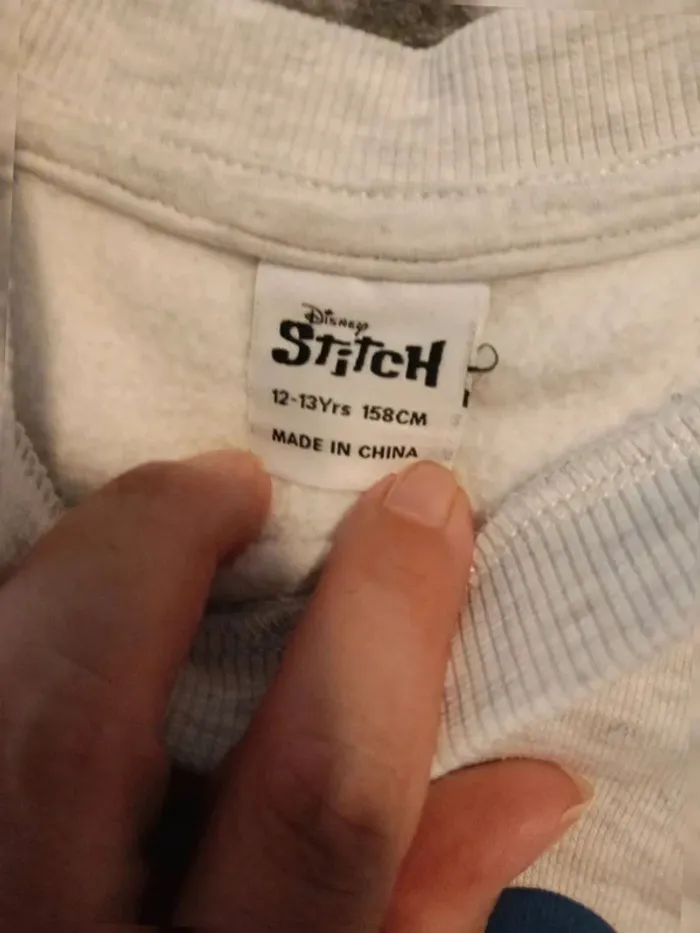 Disney
STiTCH
12-13Yrs 158CM
MADE IN CHINA